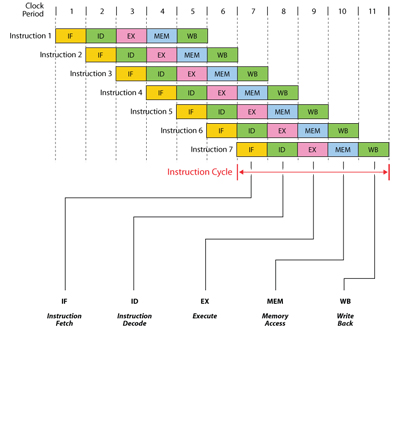 Clock
Period 1 2 3 4 5 6 7 8 9 10 11
Instruction 1 IF ID EX MEM WB
Instruction 2 IF ID EX MEM WB
Instruction 3 IF ID EX MEM WB
Instruction 4 IF ID EX MEM WB
Instruction 5 IF ID EX MEM WB
Instruction 6 IF ID EX MEM WB
Instruction 7 IF ID EX MEM WB
Instruction Cycle
IF ID EX MEM WB
Instruction Instruction Execute Memory Write
Fetch Decode Access Back